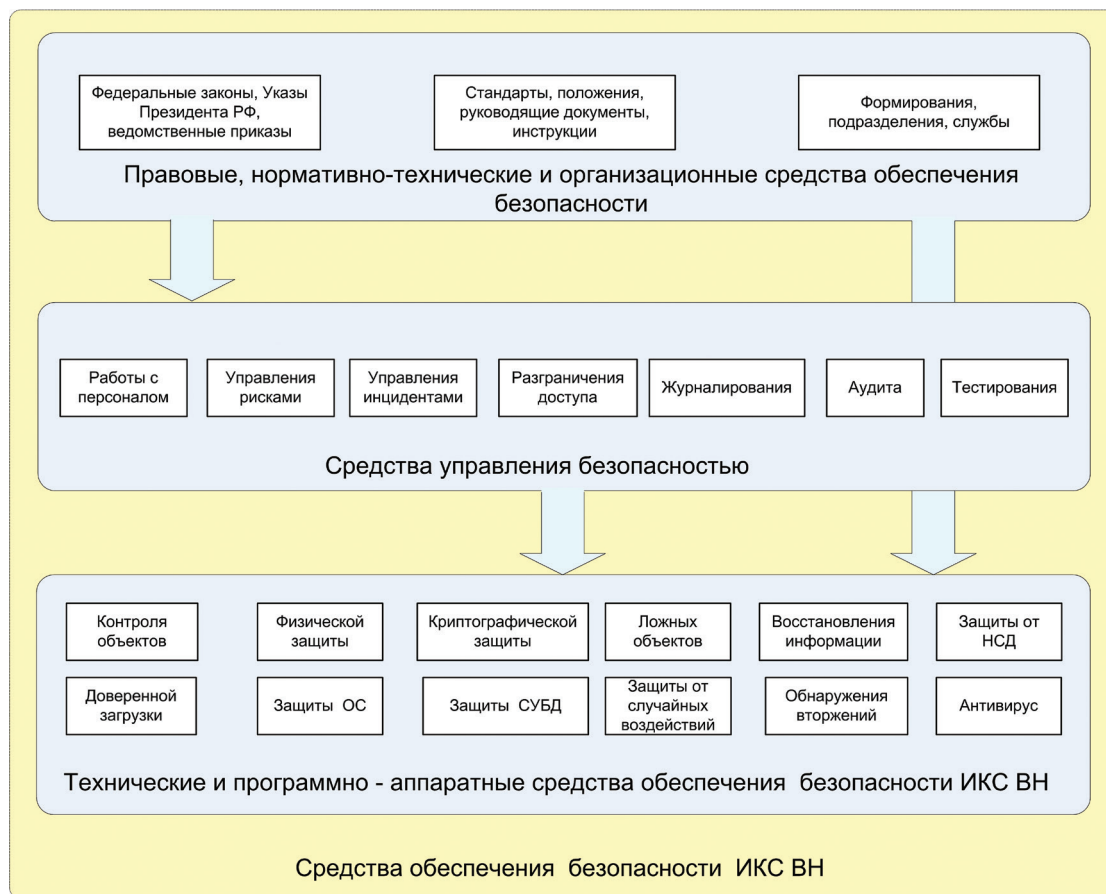 Федеральные законы, Указы
Президента РФ,
ведомственные приказы
Стандарты, положения,
руководящие документы,
инструкции
Формирования,
подразделения, службы
Правовые, нормативно-технические и организационные средства обеспечения
безопасности
Работы с
персоналом
Управления
рисками
Управления
инцидентами
Разграничения
доступа
Журналирования
Аудита
Тестирования
Средства управления безопасностью
Контроля
объектов
Физической
защиты
Криптографической
защиты
Ложных
объектов
Восстановления
информации
Защиты от
НСД
Доверенной
загрузки
Защиты ОС
Защиты СУБД
Защиты от
случайных
воздействий
Обнаружения
вторжений
Антивирус
Технические и программно - аппаратные средства обеспечения безопасности ИКС ВН
Средства обеспечения безопасности ИКС ВН